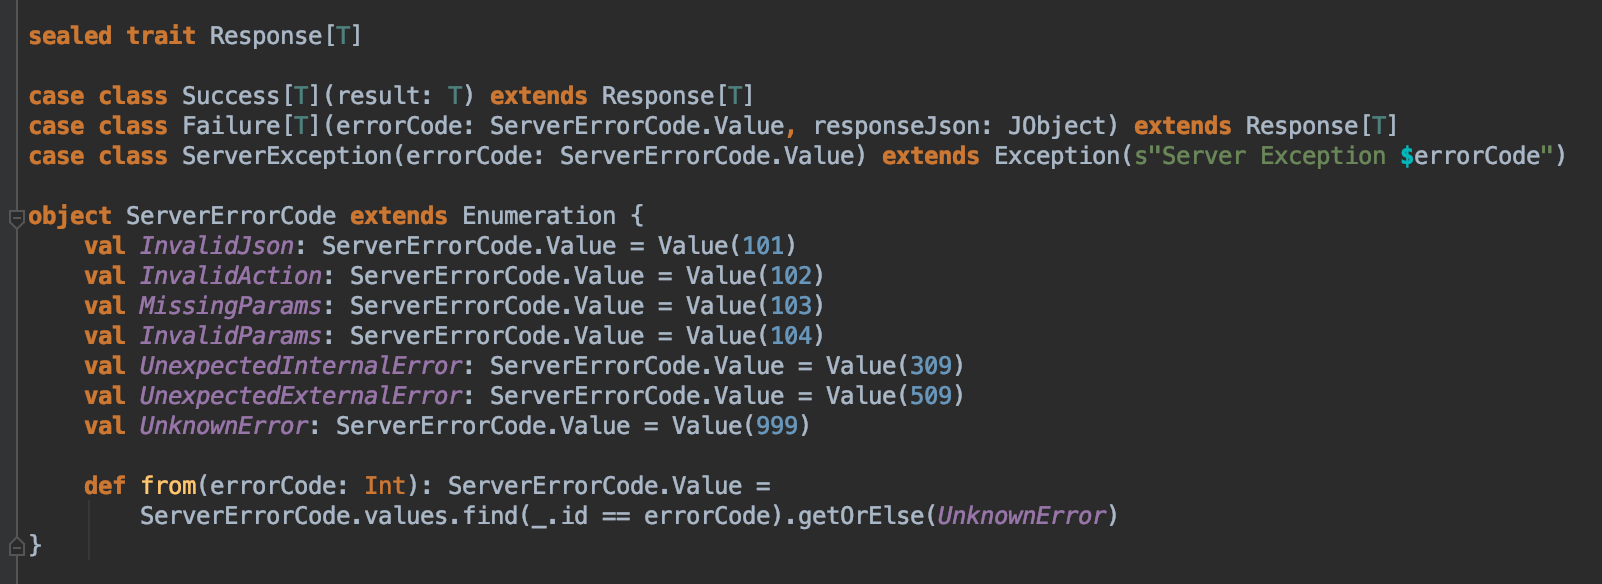 sealed trait Response[T]
case class Success[T](result: T) extends Response[T]
case class Failure[T](errorCode: ServerErrorCode.Value, responseJson: JObject) extends Response[T]
case class ServerException(errorCode: ServerErrorCode.Value) extends Exception(s"Server Exception $errorCode")
object ServerErrorCode extends Enumeration {
    val InvalidJson: ServerErrorCode.Value = Value(101)
    val InvalidAction: ServerErrorCode.Value = Value(102)
    val MissingParams: ServerErrorCode.Value = Value(103)
    val InvalidParams: ServerErrorCode.Value = Value(104)
    val UnexpectedInternalError: ServerErrorCode.Value = Value(309)
    val UnexpectedExternalError: ServerErrorCode.Value = Value(509)
    val UnknownError: ServerErrorCode.Value = Value(999)
    def from(errorCode: Int): ServerErrorCode.Value =
        ServerErrorCode.values.find(_.id == errorCode).getOrElse(UnknownError)
}